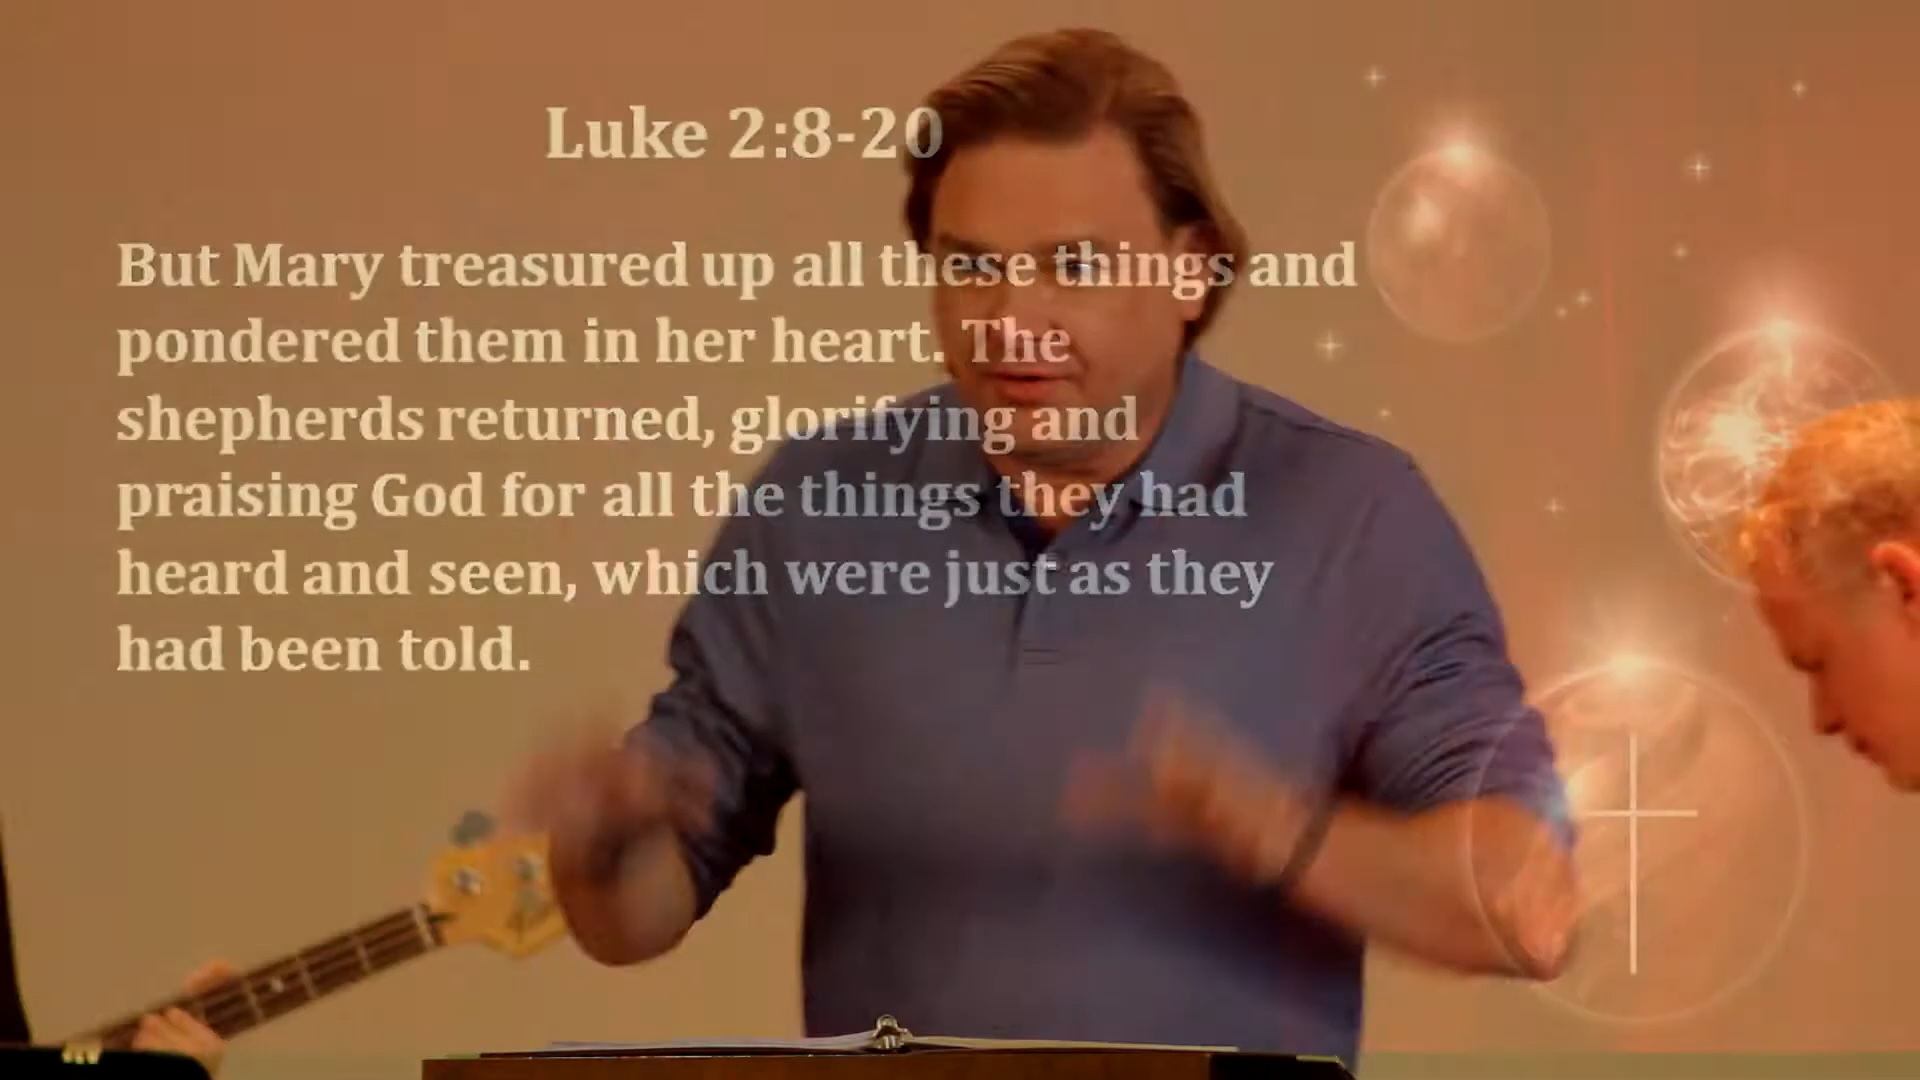 Luke 2:8-20
But Mary treasured up all these things and
pondered them in her heart. The
shepherds returned, glorifying and
praising God for all the things they had
heard and seen, which were just as they
had been told.